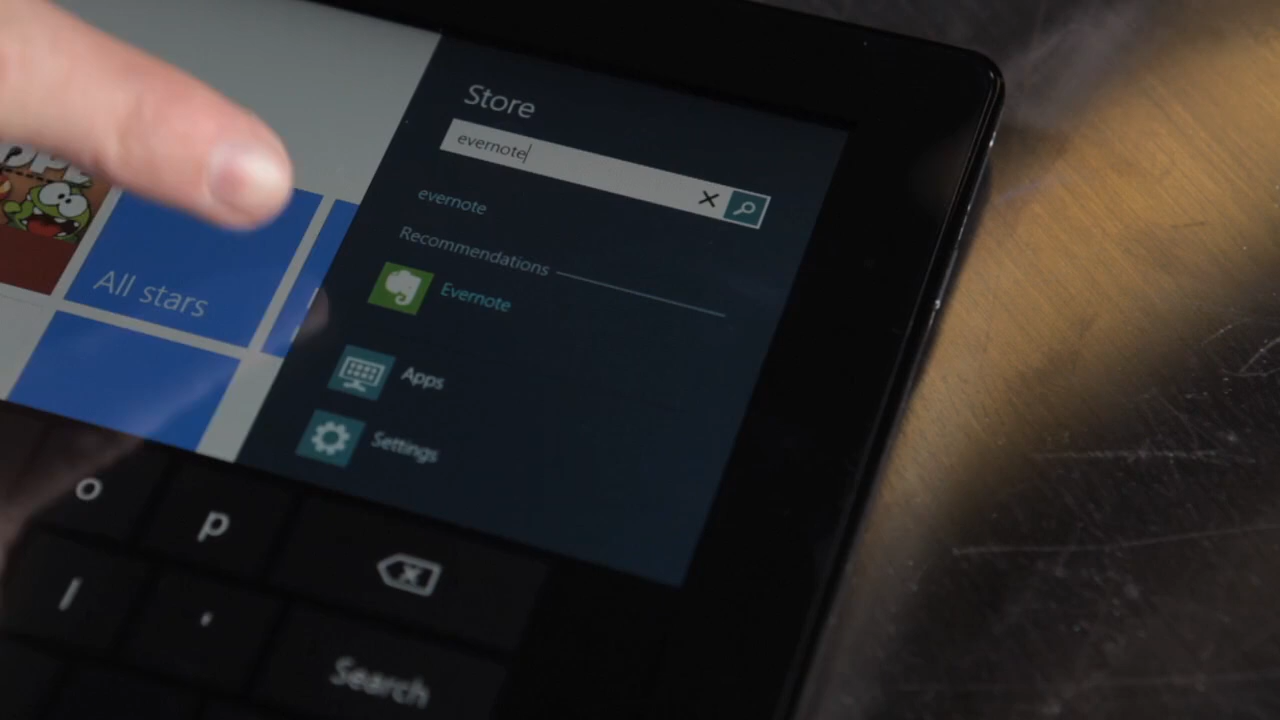 Store
evernote
evernote
Recommendations
Evernote
Apps
Settings
All stars
o
p
l
'
Search